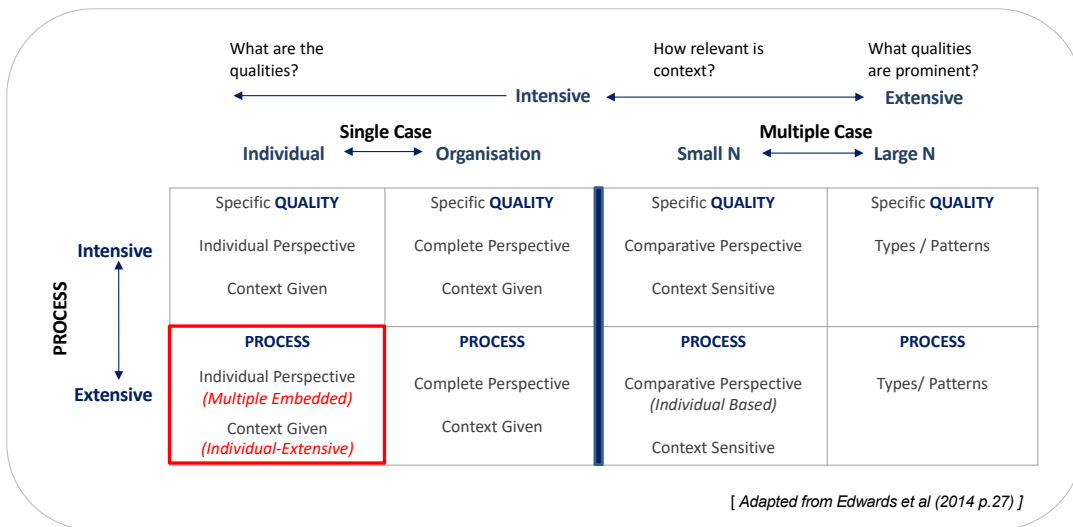 What are the
qualities?
How relevant is
context?
What qualities
are prominent?
Intensive
Extensive
Single Case
Multiple Case
Individual
Organisation
Small N
Large N
PROCESS
Intensive
Extensive
Specific QUALITY
Individual Perspective
Context Given
Specific QUALITY
Complete Perspective
Context Given
Specific QUALITY
Comparative Perspective
Context Sensitive
Specific QUALITY
Types / Patterns
PROCESS
Individual Perspective
(Multiple Embedded)
Context Given
(Individual-Extensive)
PROCESS
Complete Perspective
Context Given
PROCESS
Comparative Perspective
(Individual Based)
Context Sensitive
PROCESS
Types/ Patterns
[ Adapted from Edwards et al (2014 p.27) ]